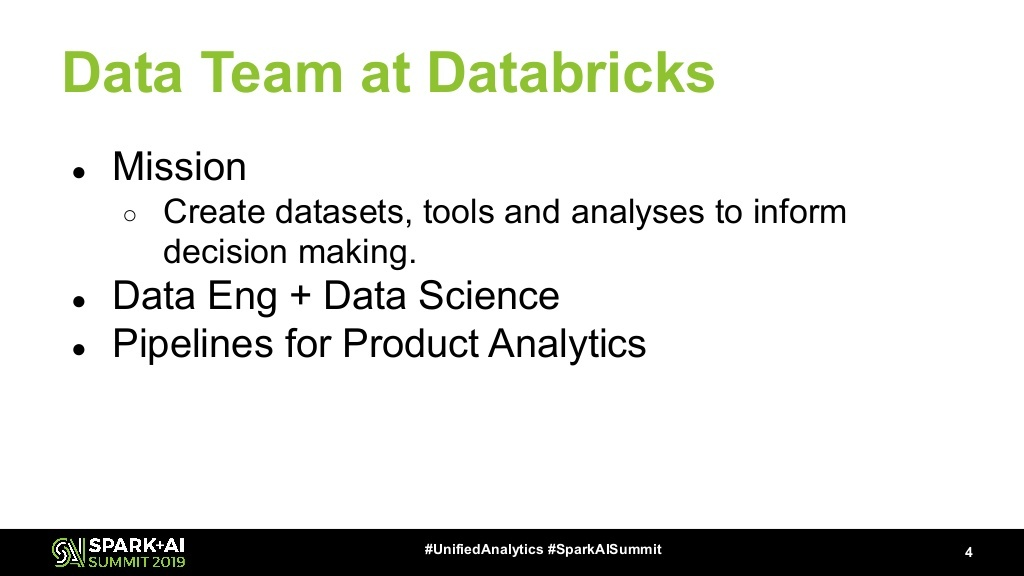 Data Team at Databricks
● Mission
○ Create datasets, tools and analyses to inform
decision making.
● Data Eng + Data Science
● Pipelines for Product Analytics
SPARK+AI
SUMMIT 2019
#UnifiedAnalytics #SparkAISummit
4